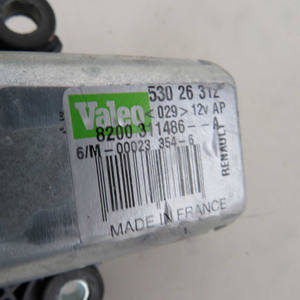 Valeo 530 26 312
<029> 12v AP
8200 311486--A
6/M-00023 354-6
RENAULT
MADE IN FRANCE